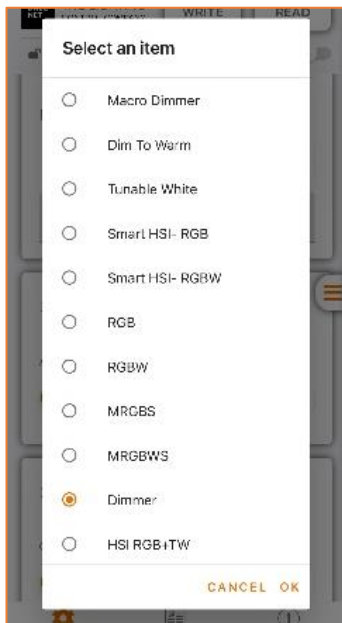 WRITE READ
Select an item
Macro Dimmer
Dim To Warm
Tunable White
Smart HSI- RGB
Smart HSI- RGBW
RGB
RGBW
MRGBS
MRGBWS
Dimmer
HSI RGB+TW
CANCEL OK